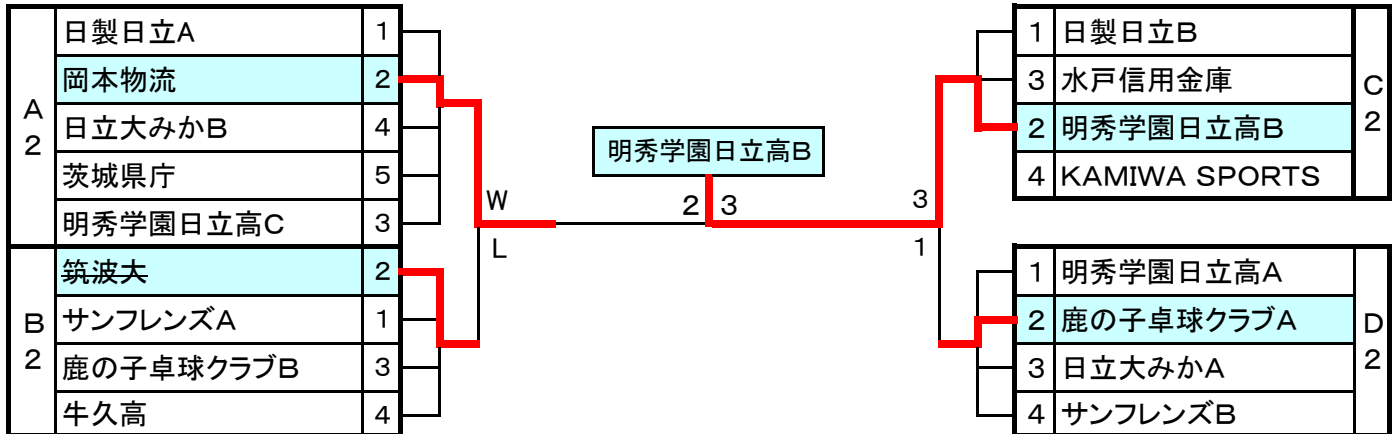 A2
日製日立A 1
岡本物流 2
日立大みかB 4
茨城県庁 5
明秀学園日立高C 3
B2
筑波大 2
サンフレンズA 1
鹿の子卓球クラブB 3
牛久高 4
W
L
明秀学園日立高B
2 3
3
1
1 日製日立B
3 水戸信用金庫
2 明秀学園日立高B
4 KAMIWA SPORTS
C2
1 明秀学園日立高A
2 鹿の子卓球クラブA
3 日立大みかA
4 サンフレンズB
D2